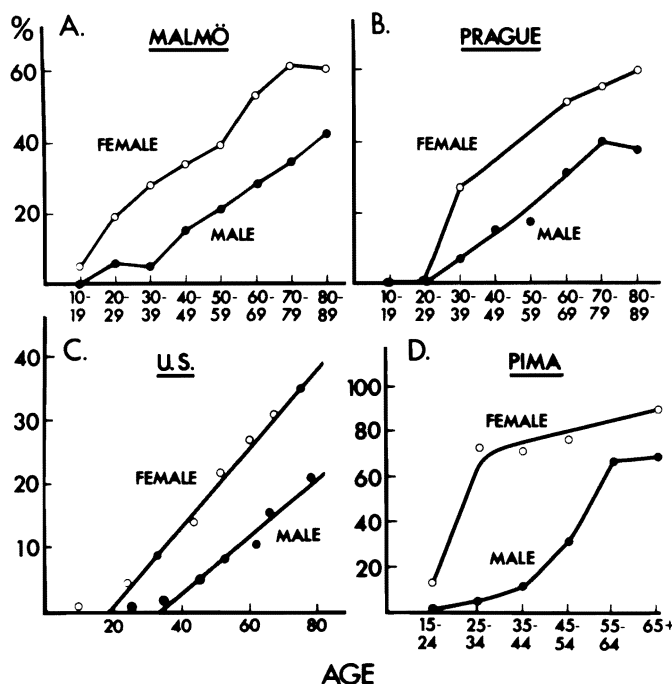 %
A.
MALMÖ
60
40
20
FEMALE
MALE
10-19
20-29
30-39
40-49
50-59
60-69
70-79
80-89
B.
PRAGUE
FEMALE
MALE
10-19
20-29
30-39
40-49
50-59
60-69
70-79
80-89
C.
U.S.
40
30
20
10
FEMALE
MALE
20
40
60
80
D.
PIMA
100
80
60
40
20
FEMALE
MALE
15-24
25-34
35-44
45-54
55-64
65+
AGE